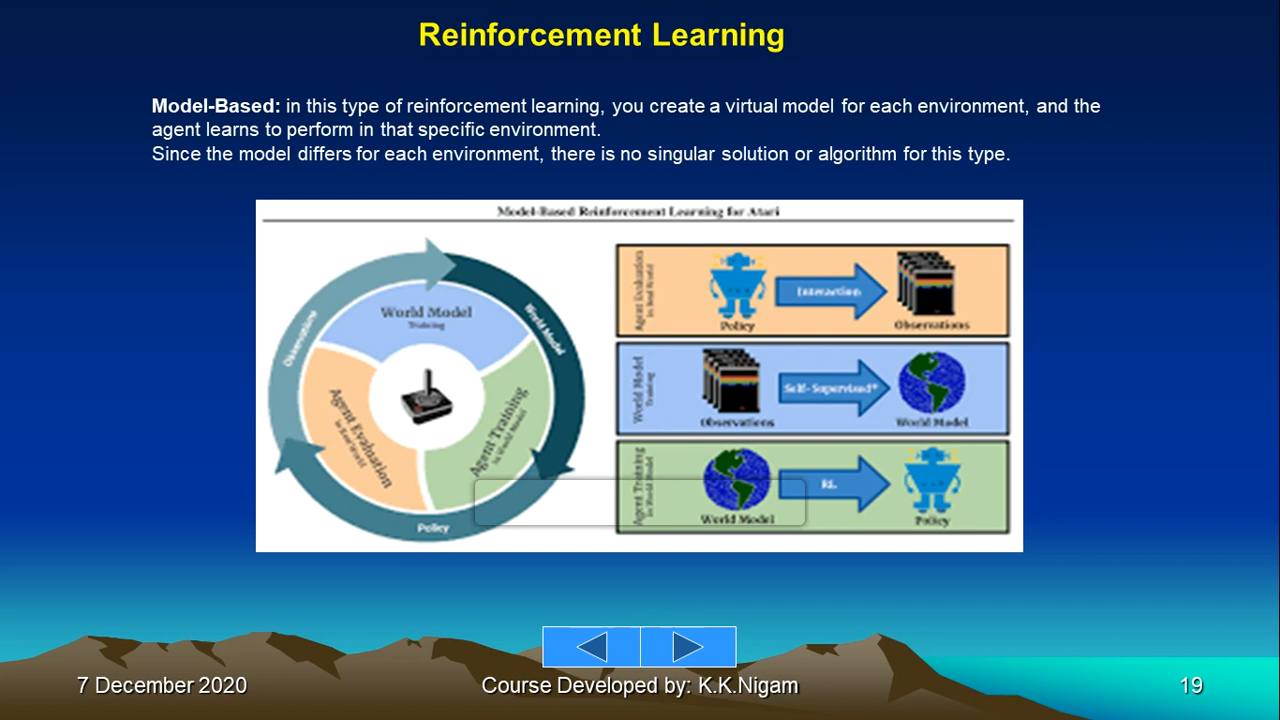 Reinforcement Learning
Model-Based: in this type of reinforcement learning, you create a virtual model for each environment, and the
agent learns to perform in that specific environment.
Since the model differs for each environment, there is no singular solution or algorithm for this type.
Model-Based Reinforcement Learning for Atari
World Model
Training
Observations
World Model
Agent Evaluation
in Real World
Agent Training
in World Model
Policy
Agent Evaluation
in Real World
Interaction
Policy
Observations
World Model
Training
Self-Supervised*
Observations
World Model
Agent Training
in World Model
RL
World Model
Policy
7 December 2020
Course Developed by: K.K.Nigam
19